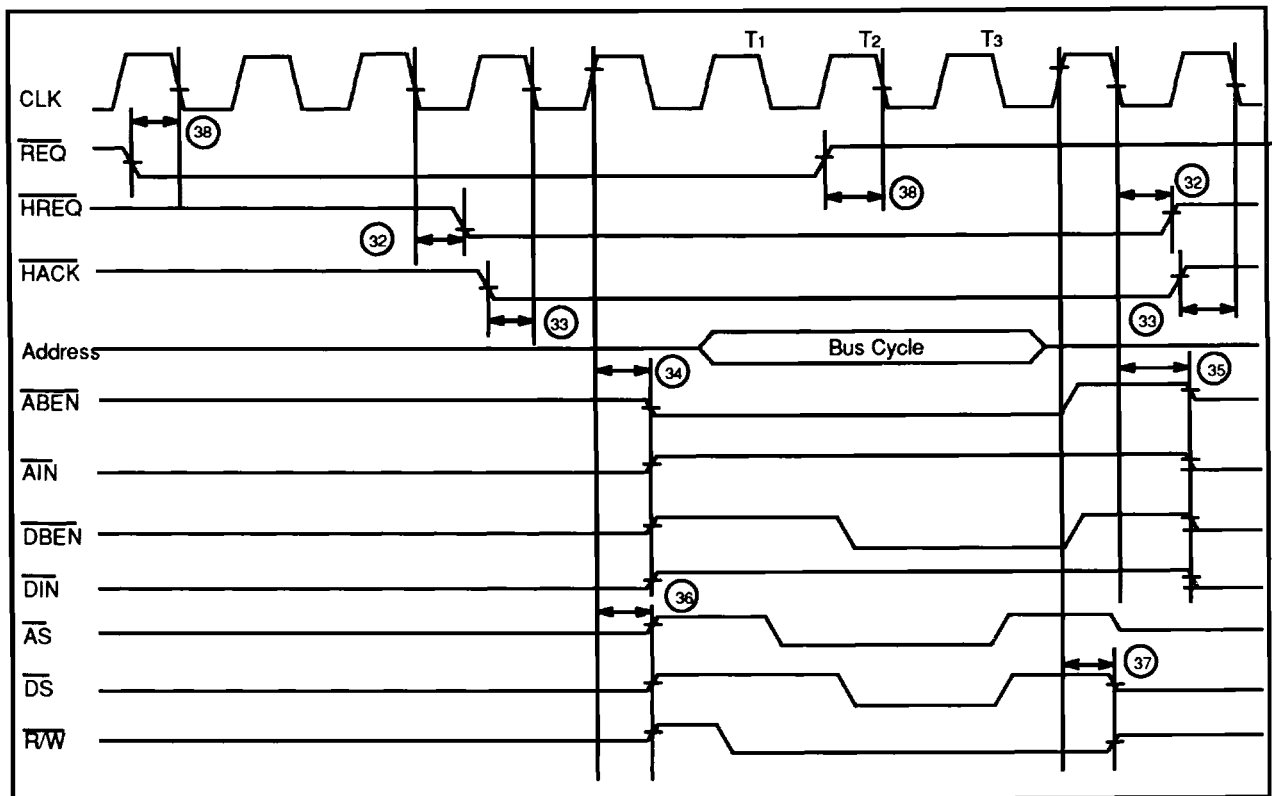 T1 T2 T3
CLK
38
REQ
38
32
HREQ
32
HACK
33
33
Address
Bus Cycle
34
35
ABEN
AIN
DBEN
DIN
36
AS
37
DS
R/W